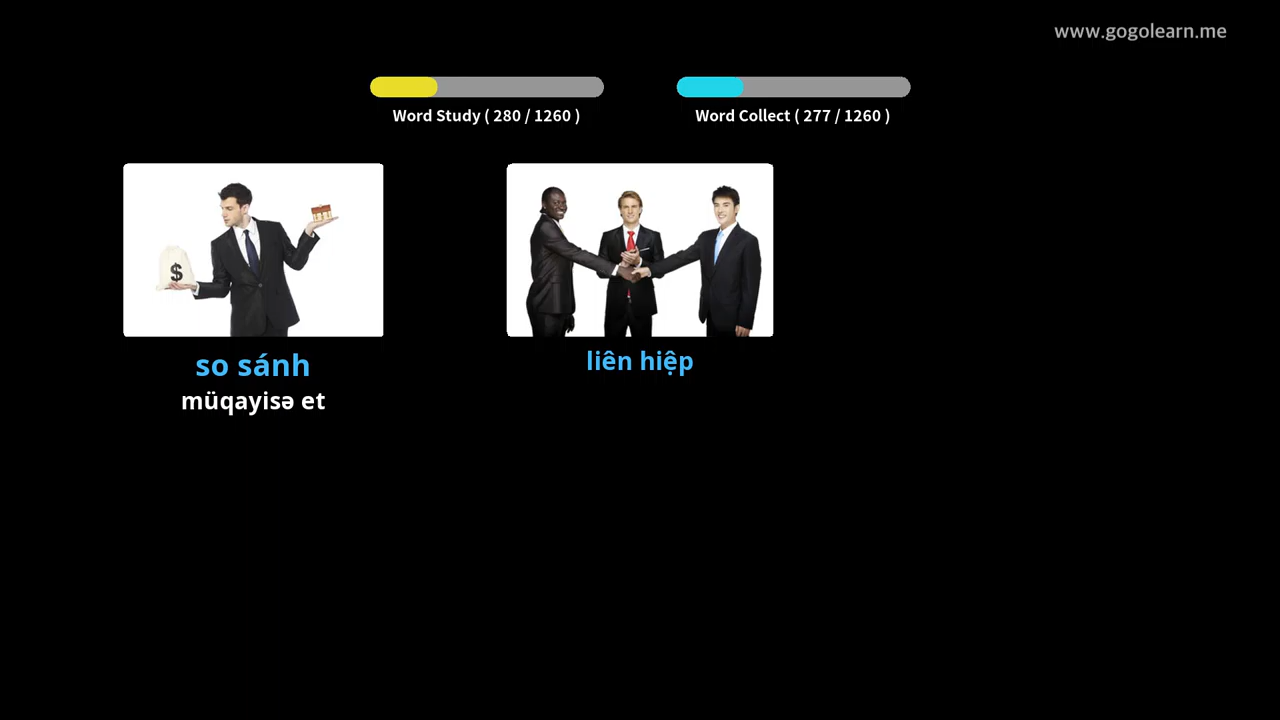 www.gogolearn.me
Word Study ( 280 / 1260 )
Word Collect ( 277 / 1260 )
$
so sánh
müqayisə et
liên hiệp